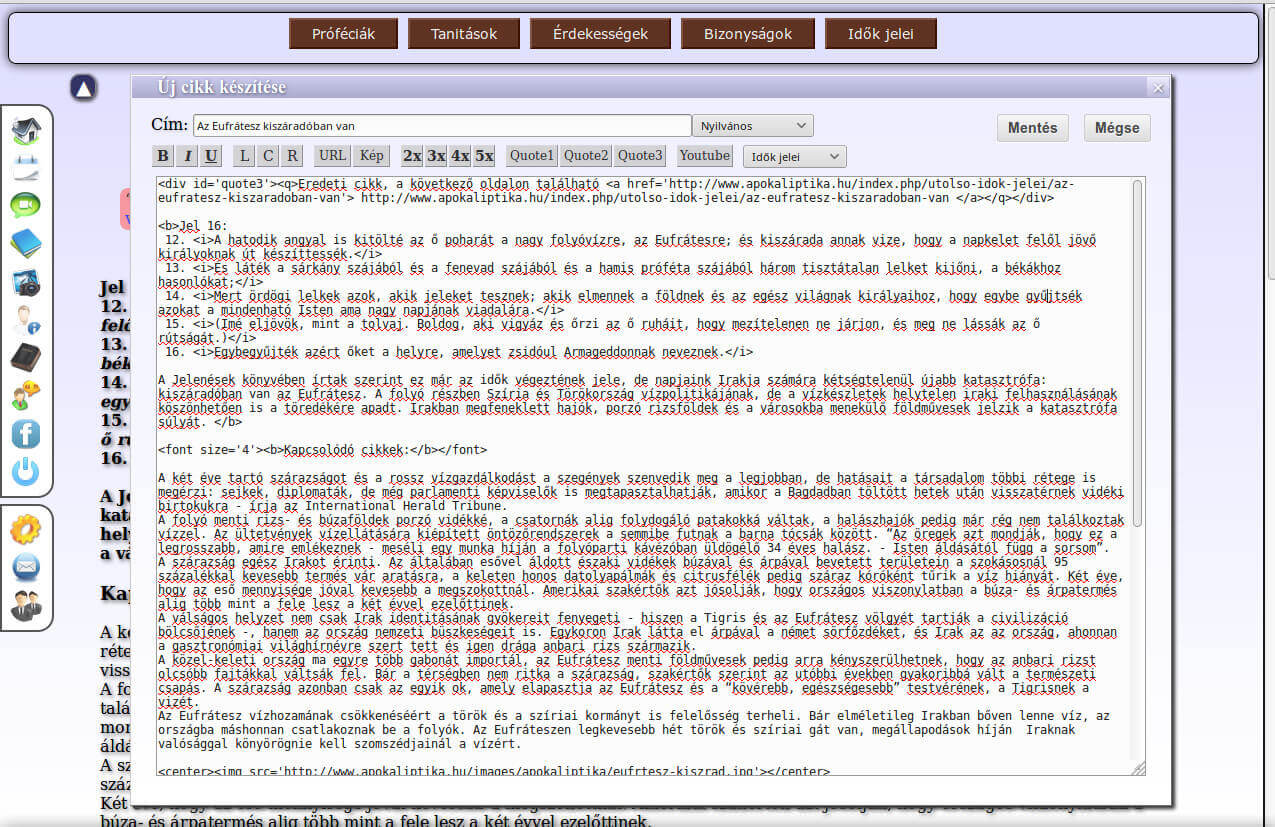 Próféciák
Tanitások
Érdekességek
Bizonyságok
Idők jelei
Új cikk készítése
Cím: Az Eufrátesz kiszáradóban van
Nyilvános
Mentés
Mégse
B I U L C R URL Kép 2x 3x 4x 5x Quote1 Quote2 Quote3 Youtube Idők jelei
<div id='quote3'><q>Eredeti cikk, a következő oldalon található <a href='http://www.apokaliptika.hu/index.php/utolso-idok-jelei/az-
eufratesz-kiszaradoban-van'> http://www.apokaliptika.hu/index.php/utolso-idok-jelei/az-eufratesz-kiszaradoban-van </a></q></div>
<b>Jel 16:
12. <i>A hatodik angyal is kitölté az ő poharát a nagy folyóvízre, az Eufrátesre; és kiszárada annak vize, hogy a napkelet felől jövő
királyoknak út készíttessék.</i>
13. <i>És láték a sárkány szájából és a fenevad szájából és a hamis próféta szájából három tisztátalan lelket kijőni, a békákhoz
hasonlókat;</i>
14. <i>Mert ördögi lelkek azok, akik jeleket tesznek; akik elmennek a földnek és az egész világnak királyaihoz, hogy egybe gyűjtsék
azokat a mindenható Isten ama nagy napjának viadalára.</i>
15. <i>(Ímé eljövök, mint a tolvaj. Boldog, aki vigyáz és őrzi az ő ruháit, hogy mezítelenen ne járjon, és meg ne lássák az ő
rútságát.)</i>
16. <i>Egybegyűjték azért őket a helyre, amelyet zsidóul Armageddonnak neveznek.</i>
A Jelenések könyvében írtak szerint ez már az idők végeztének jele, de napjaink Irakja számára kétségtelenül újabb katasztrófa:
kiszáradóban van az Eufrátesz. A folyó részben Szíria és Törökország vízpolitikájának, de a vízkészletek helytelen iraki felhasználásának
köszönhetően is a töredékére apadt. Irakban megfeneklett hajók, porzó rizsföldek és a városokba menekülő földművesek jelzik a katasztrófa
súlyát. </b>
<font size='4'><b>Kapcsolódó cikkek:</b></font>
A két éve tartó szárazságot és a rossz vízgazdálkodást a szegények szenvedik meg a legjobban, de hatásait a társadalom többi rétege is
megérzi: sejkek, diplomaták, de még parlamenti képviselők is megtapasztalhatják, amikor a Bagdadban töltött hetek után visszatérnek vidéki
birtokukra - írja az International Herald Tribune.
A folyó menti rizs- és búzaföldek porzó vidékké, a csatornák alig folydogáló patakokká váltak, a halászhajók pedig már rég nem találkoztak
vízzel. Az ültetvények vízellátására kiépített öntözőrendszerek a semmibe futnak a barna tócsák között. "Az öregek azt mondják, hogy ez a
legrosszabb, amire emlékeznek - meséli egy munka híján a folyóparti kávézóban üldögélő 34 éves halász. - Isten áldásától függ a sorsom".
A szárazság egész Irakot érinti. Az általában esővel áldott északi vidékek búzával és árpával bevetett területein a szokásosnál 95
százalékkal kevesebb termés vár aratásra, a keleten honos datolyapálmák és citrusfélék pedig száraz kóróként tűrik a víz hiányát. Két éve,
hogy az eső mennyisége jóval kevesebb a megszokottnál. Amerikai szakértők azt jósolják, hogy országos viszonylatban a búza- és árpatermés
alig több mint a fele lesz a két évvel ezelőttinek.
A válságos helyzet nem csak Irak identitásának gyökereit fenyegeti - hiszen a Tigris és az Eufrátesz völgyét tartják a civilizáció
bölcsőjének -, hanem az ország nemzeti büszkeségeit is. Egykoron Irak látta el árpával a német sörfőzdéket, és Irak az az ország, ahonnan
a gasztronómiai világhírnévre szert tett és igen drága anbari rizs származik.
A közel-keleti ország ma egyre több gabonát importál, az Eufrátesz menti földművesek pedig arra kényszerülhetnek, hogy az anbari rizst
olcsóbb fajtákkal váltsák fel. Bár a térségben nem ritka a szárazság, szakértők szerint az utóbbi években gyakoribbá vált a természeti
csapás. A szárazság azonban csak az egyik ok, amely elapasztja az Eufrátesz és a "kövérebb, egészségesebb" testvérének, a Tigrisnek a
vizét.
Az Eufrátesz vízhozamának csökkenéséért a török és a szíriai kormányt is felelősség terheli. Bár elméletileg Irakban bőven lenne víz, az
országba máshonnan csatlakoznak be a folyók. Az Eufráteszen legkevesebb hét török és szíriai gát van, megállapodások híján  Iraknak
valósággal könyörögnie kell szomszédjainál a vízért.
<center><img src='http://www.apokaliptika.hu/images/apokaliptika/eufrtesz-kiszrad.jpg'></center>
Jel
12.
felő
13.
bék
14.
egy
15.
ő ru
16.
A Je
kata
hely
a vá
Kap
A ké
réte
viss
A fo
talá
mon
áldá
A sz
száz
Két
búza- és árpatermés alig több mint a fele lesz a két évvel ezelőttinek.